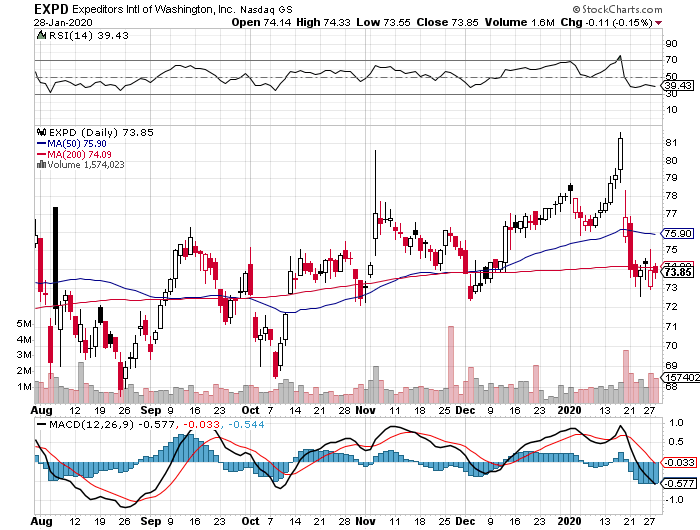 EXPD Expeditors Intl of Washington, Inc. Nasdaq GS © StockCharts.com
28-Jan-2020 Open 74.14 High 74.33 Low 73.55 Close 73.85 Volume 1.6M Chg -0.11 (-0.15%)
RSI(14) 39.43
90
70
50
39.43
30
10
EXPD (Daily) 73.85
MA(50) 75.90
MA(200) 74.09
Volume 1,574,023
81
80
79
78
77
75.90
75
73.85
73
72
71
70
69
68
5M
4M
3M
2M
1M
157402
Aug 8 12 19 26 Sep 9 16 23 Oct 7 14 21 28 Nov 11 18 25 Dec 9 16 23 2020 13 21 27
MACD(12,26,9) -0.577, -0.033, -0.544
1.0
0.5
0.0
-0.033
-0.577
-1.0
Aug 12 19 26 Sep 9 16 23 Oct 7 14 21 28 Nov 11 18 25 Dec 9 16 23 2020 13 21 27